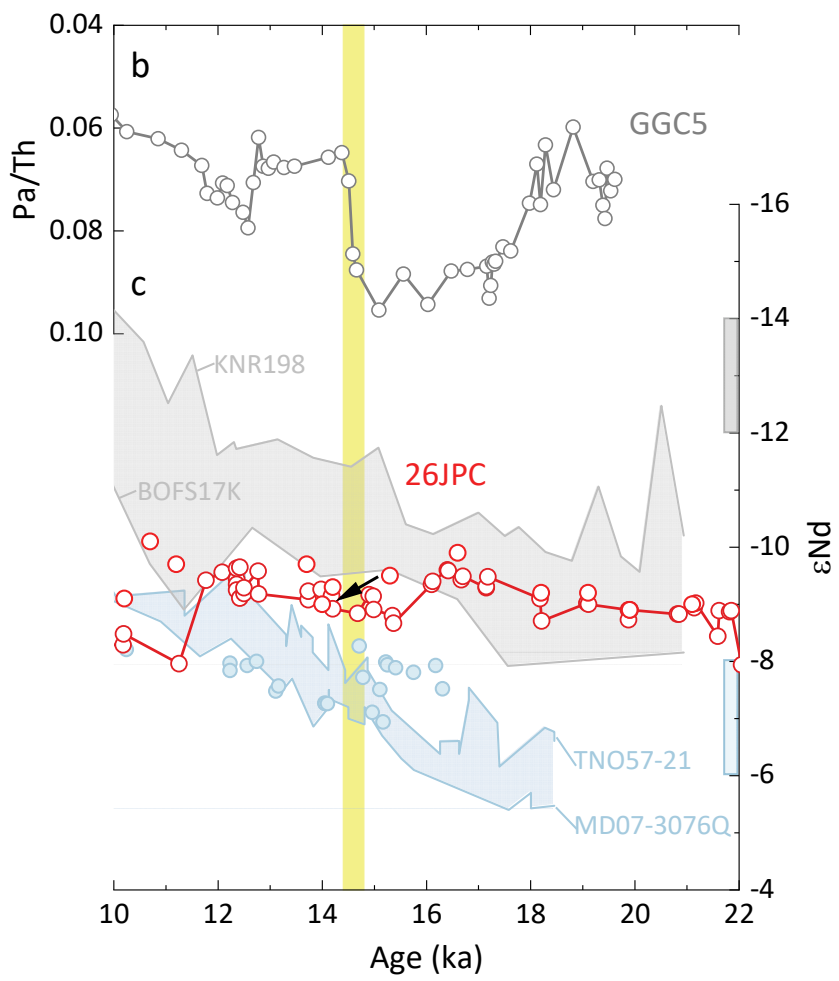 0.04
b
GGC5
0.06
Pa/Th
0.08
-16
c
0.10
-14
KNR198
-12
26JPC
BOFS17K
-10
εNd
-8
TNO57-21
-6
MD07-3076Q
-4
10 12 14 16 18 20 22
Age (ka)